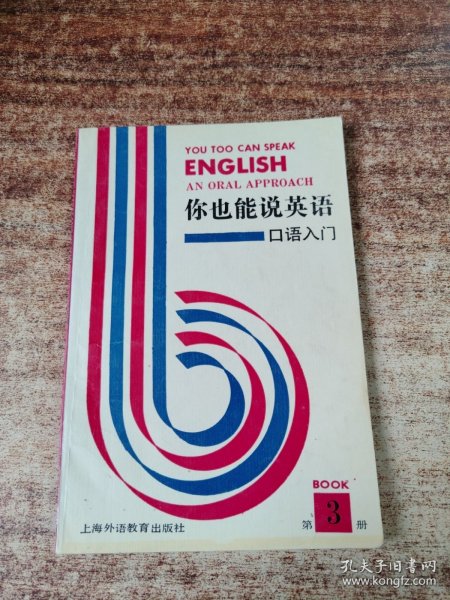 YOU TOO CAN SPEAK
ENGLISH
AN ORAL APPROACH
你也能说英语
口语入门
BOOK
第 3 册
上海外语教育出版社
孔夫子旧书网
www.kongfz.com